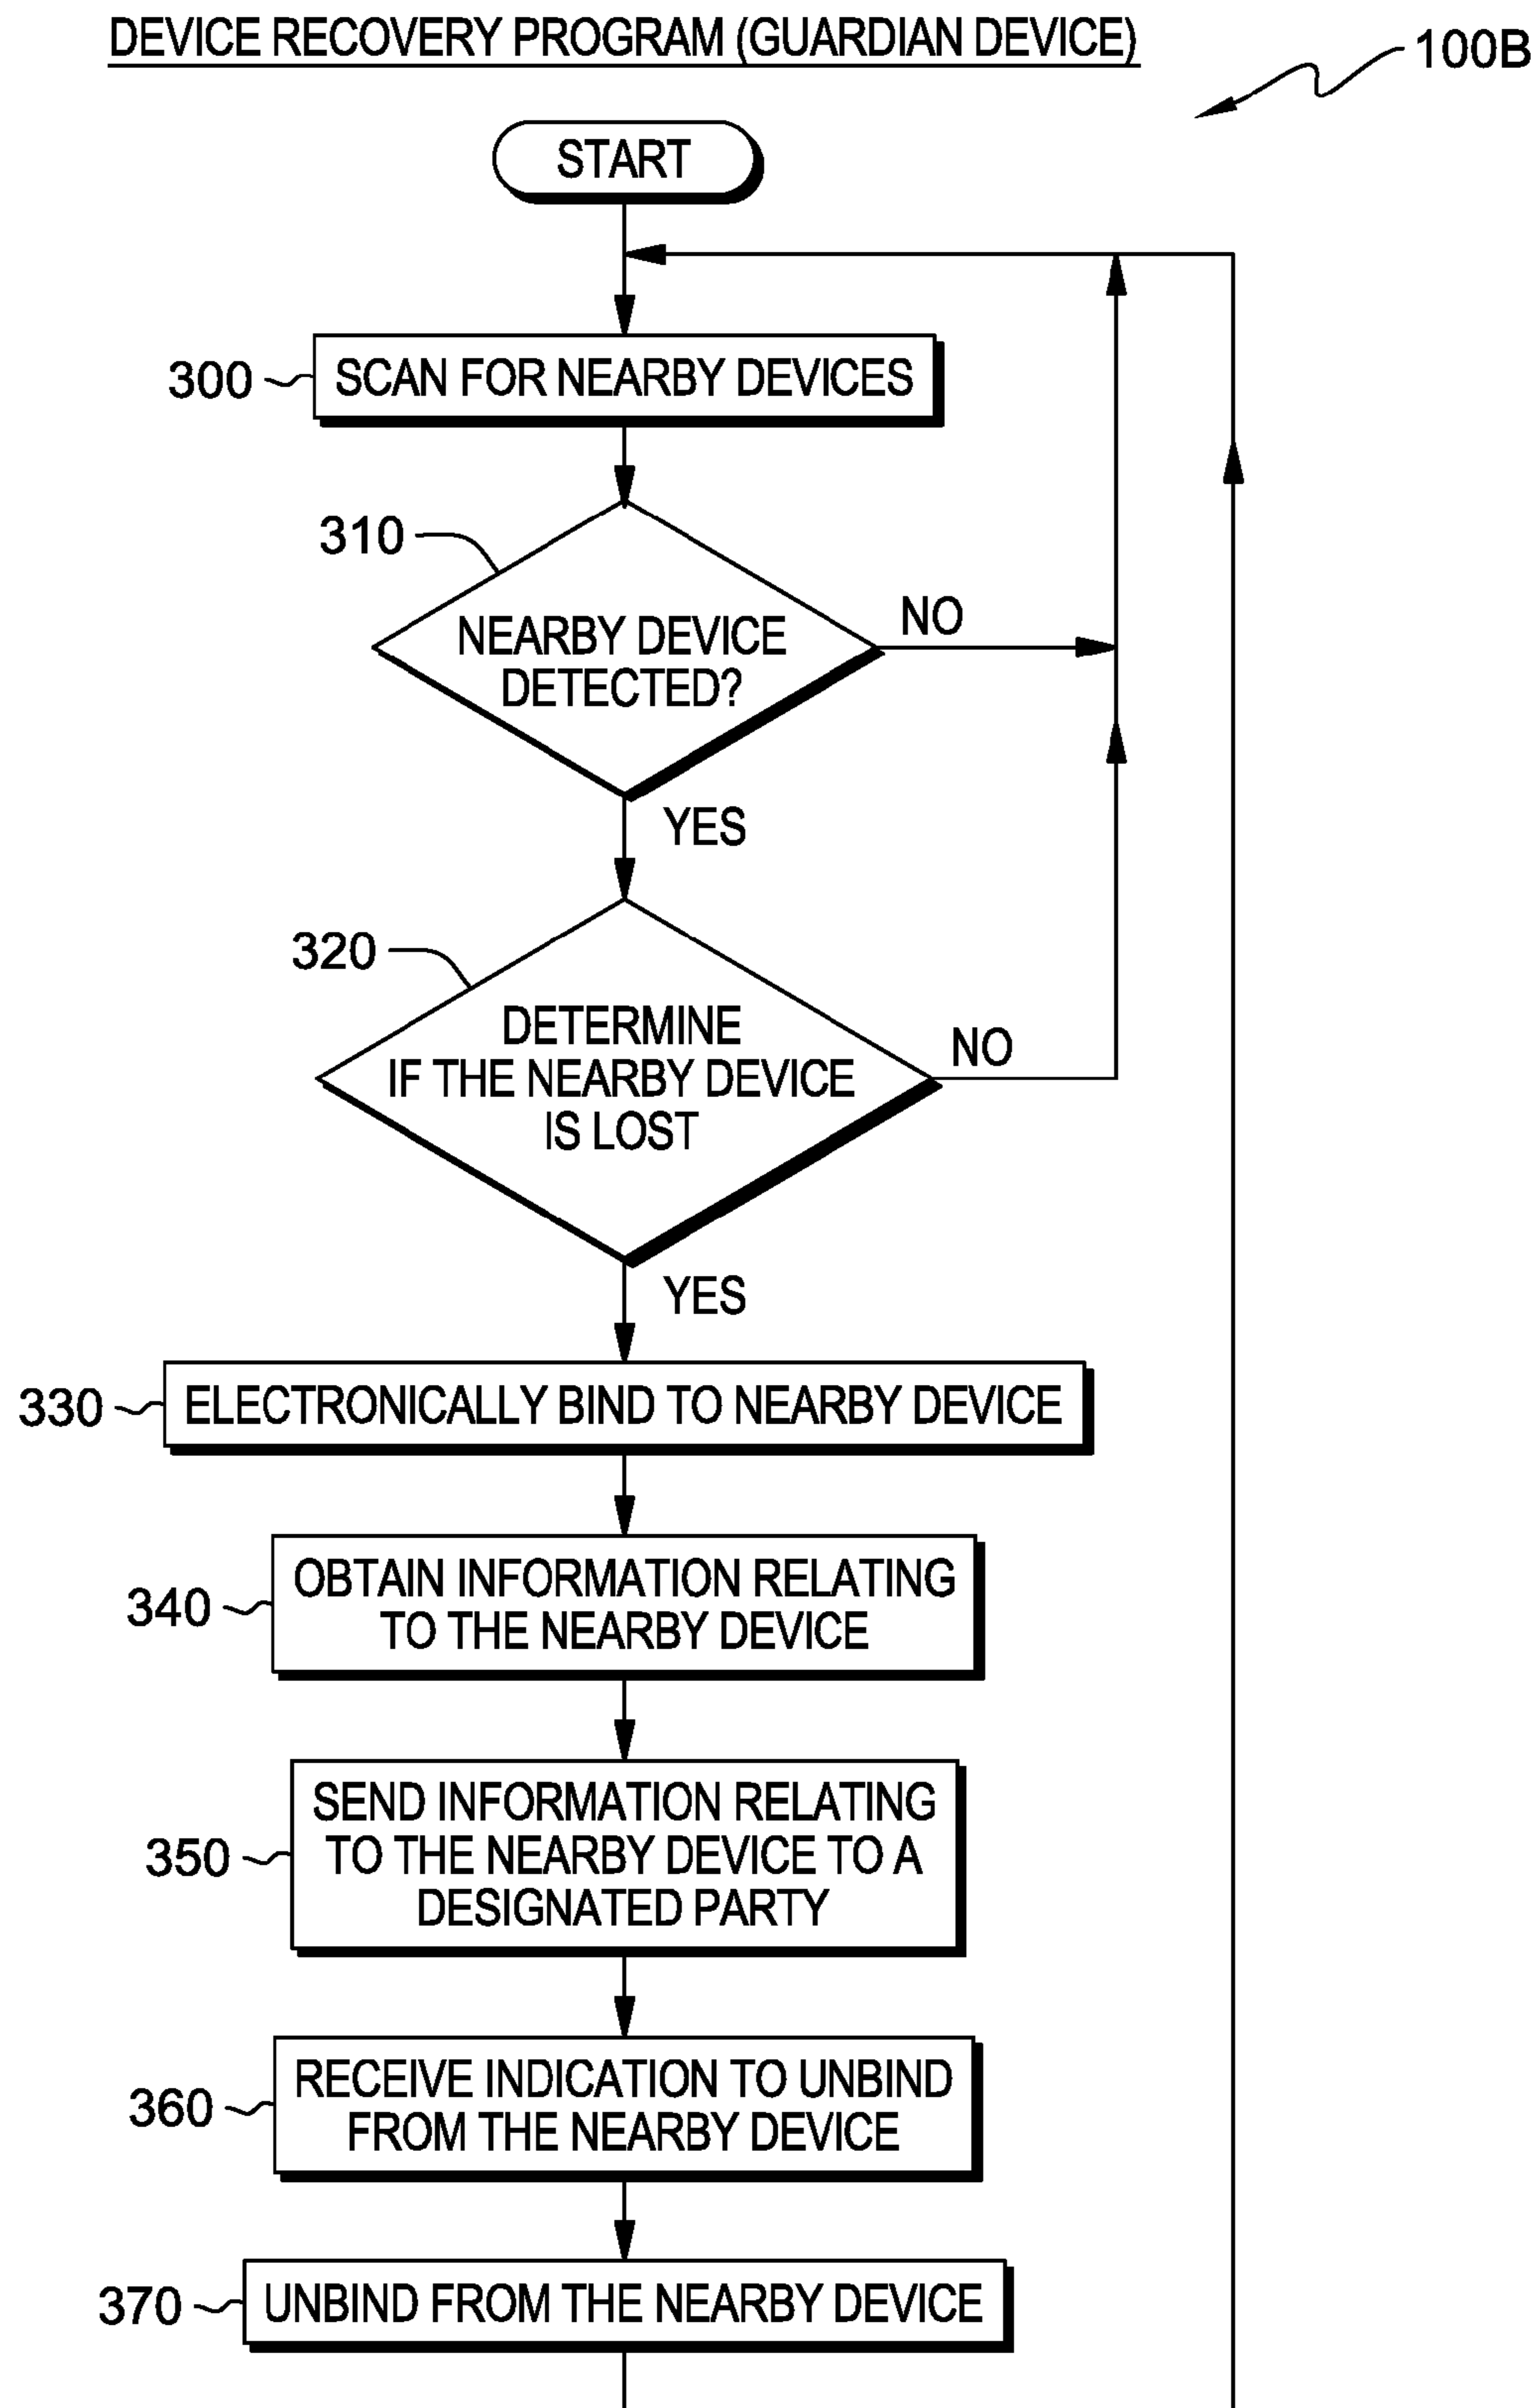 DEVICE RECOVERY PROGRAM (GUARDIAN DEVICE)
100B
START
300
SCAN FOR NEARBY DEVICES
310
NEARBY DEVICE
DETECTED?
NO
YES
320
DETERMINE
IF THE NEARBY DEVICE
IS LOST
NO
YES
330
ELECTRONICALLY BIND TO NEARBY DEVICE
340
OBTAIN INFORMATION RELATING
TO THE NEARBY DEVICE
350
SEND INFORMATION RELATING
TO THE NEARBY DEVICE TO A
DESIGNATED PARTY
360
RECEIVE INDICATION TO UNBIND
FROM THE NEARBY DEVICE
370
UNBIND FROM THE NEARBY DEVICE